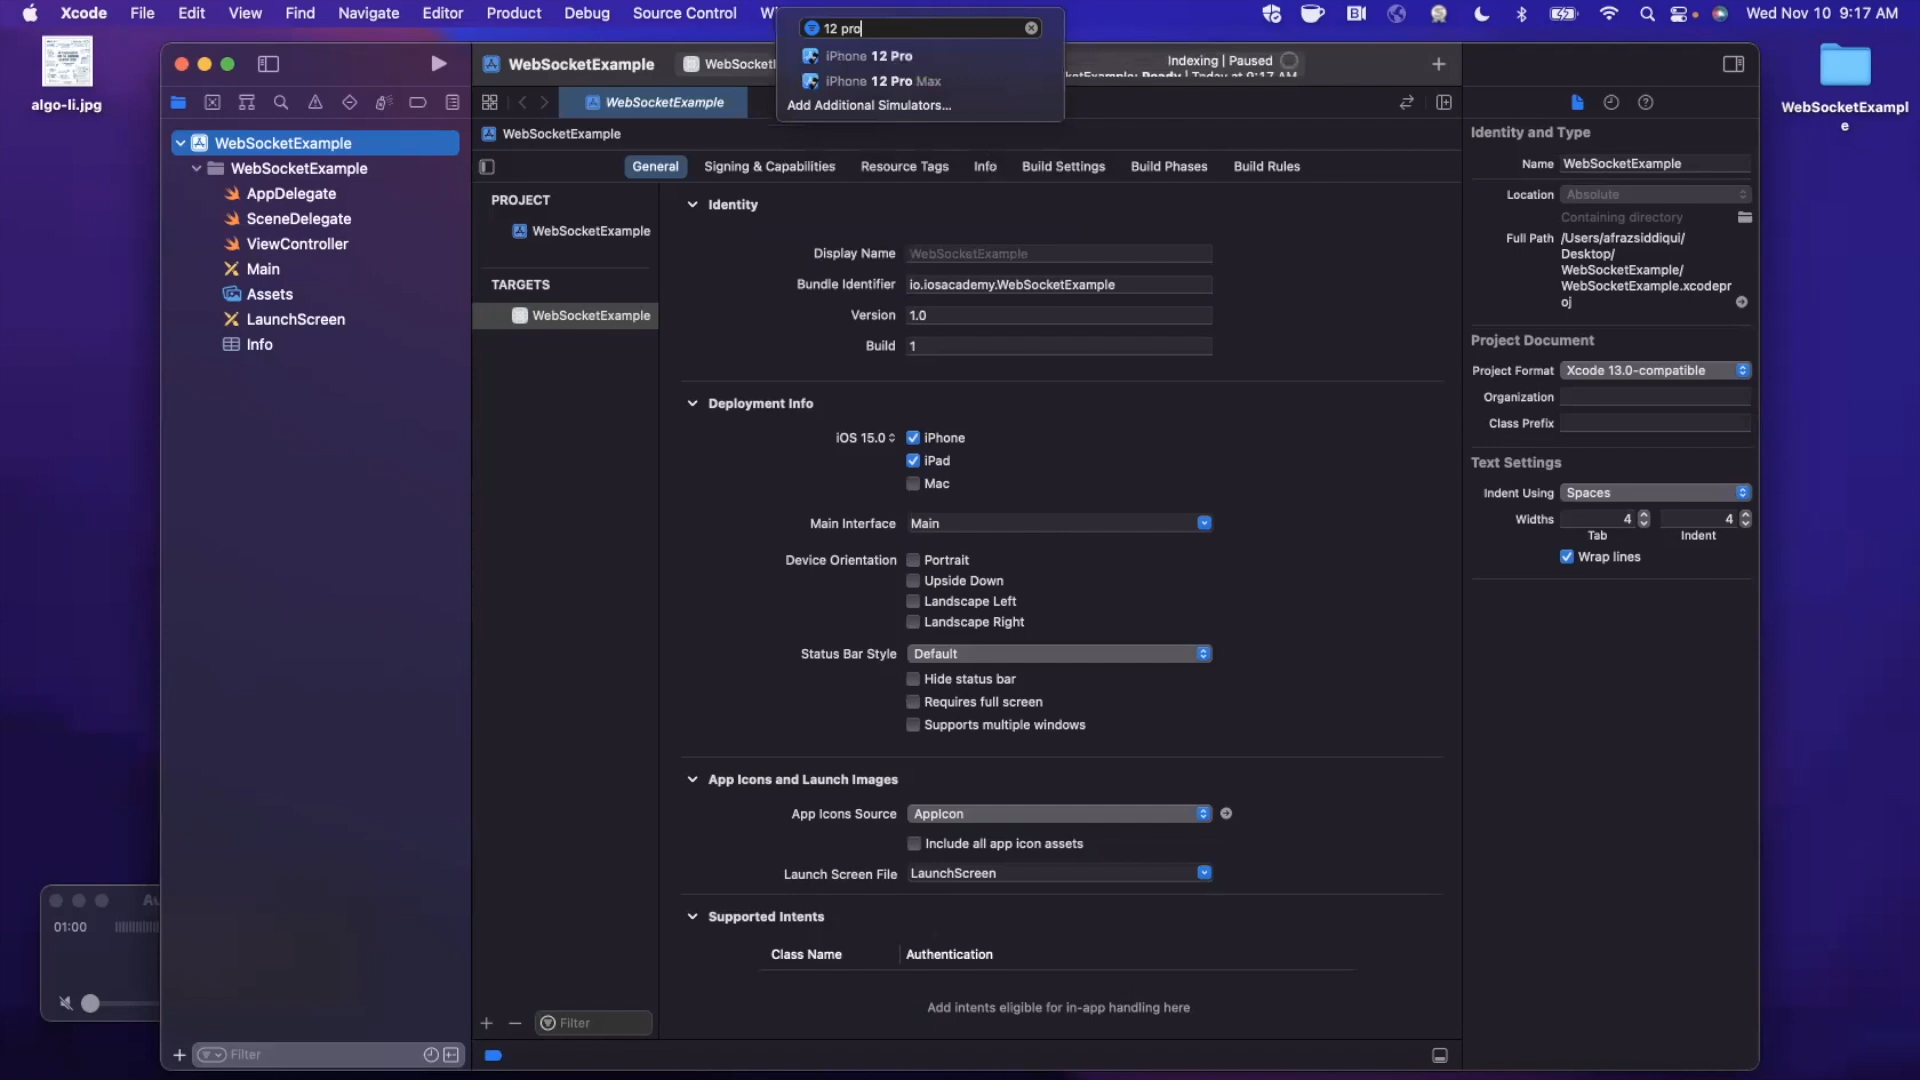 Xcode File Edit View Find Navigate Editor Product Debug Source Control Wi
Wed Nov 10 9:17 AM
12 pro
iPhone 12 Pro
iPhone 12 Pro Max
Add Additional Simulators...
algo-li.jpg
WebSocketExampl
e
WebSocketExample
WebSocketI
Indexing | Paused
WebSocketExample
WebSocketExample
WebSocketExample
WebSocketExample
AppDelegate
SceneDelegate
ViewController
Main
Assets
LaunchScreen
Info
General Signing & Capabilities Resource Tags Info Build Settings Build Phases Build Rules
PROJECT
WebSocketExample
TARGETS
WebSocketExample
Identity
Display Name WebSocketExample
Bundle Identifier io.iosacademy.WebSocketExample
Version 1.0
Build 1
Deployment Info
iOS 15.0 iPhone
iPad
Mac
Main Interface Main
Device Orientation Portrait
Upside Down
Landscape Left
Landscape Right
Status Bar Style Default
Hide status bar
Requires full screen
Supports multiple windows
App Icons and Launch Images
App Icons Source AppIcon
Include all app icon assets
Launch Screen File LaunchScreen
Supported Intents
Class Name Authentication
Add intents eligible for in-app handling here
Filter
Filter
01:00
Identity and Type
Name WebSocketExample
Location Absolute
Containing directory
Full Path /Users/afrazsiddiqui/
Desktop/
WebSocketExample/
WebSocketExample.xcodepr
oj
Project Document
Project Format Xcode 13.0-compatible
Organization
Class Prefix
Text Settings
Indent Using Spaces
Widths 4 4
Tab Indent
Wrap lines